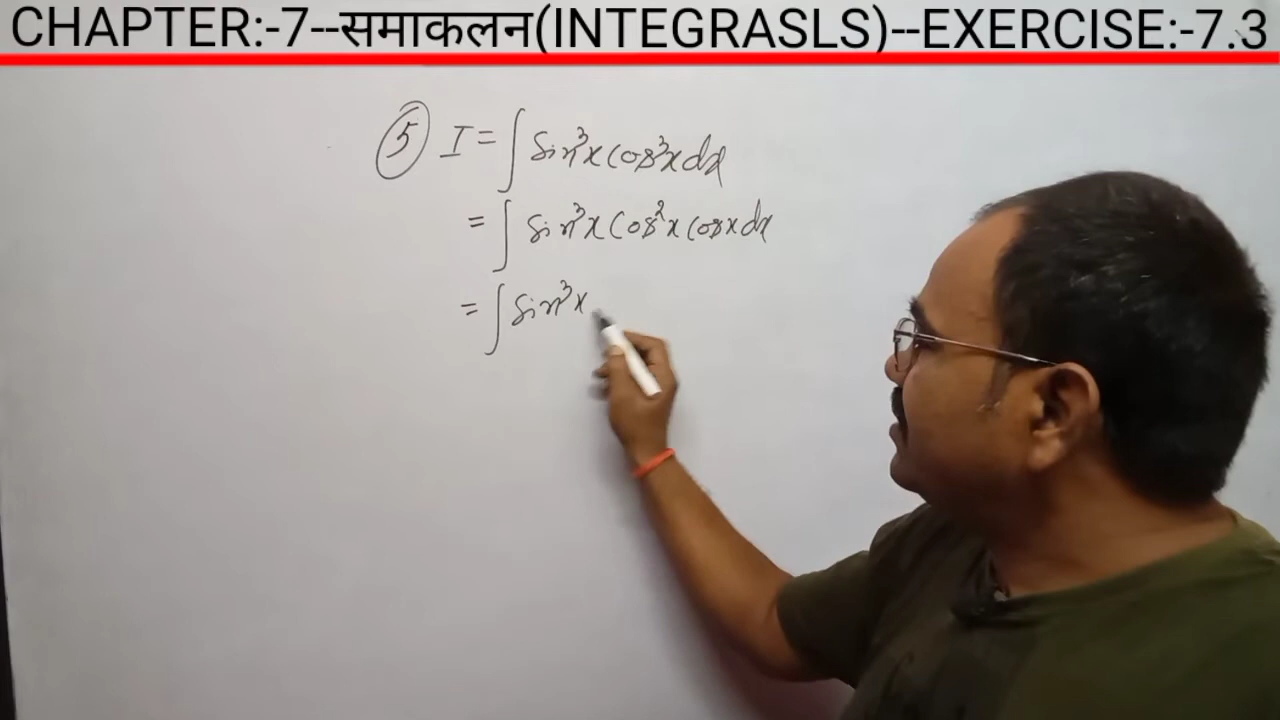 CHAPTER:-7--समाकलन(INTEGRASLS)--EXERCISE:-7.3
⑤ I = ∫ Sin³x Cos³x dx
= ∫ Sin³x Cos²x Cosx dx
= ∫ Sin³x